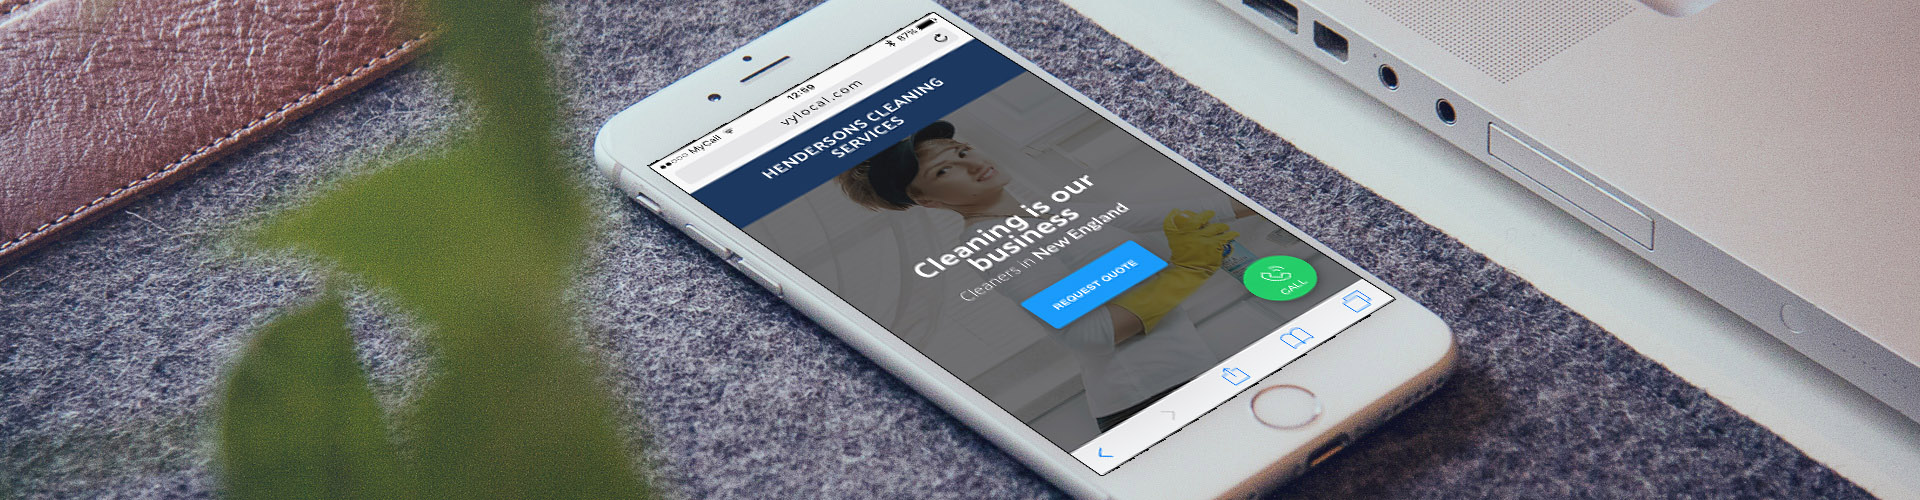 MyCall 12:59 87%
vylocal.com
HENDERSONS CLEANING
SERVICES
Cleaning is our
business
Cleaners in New England
REQUEST QUOTE
CALL